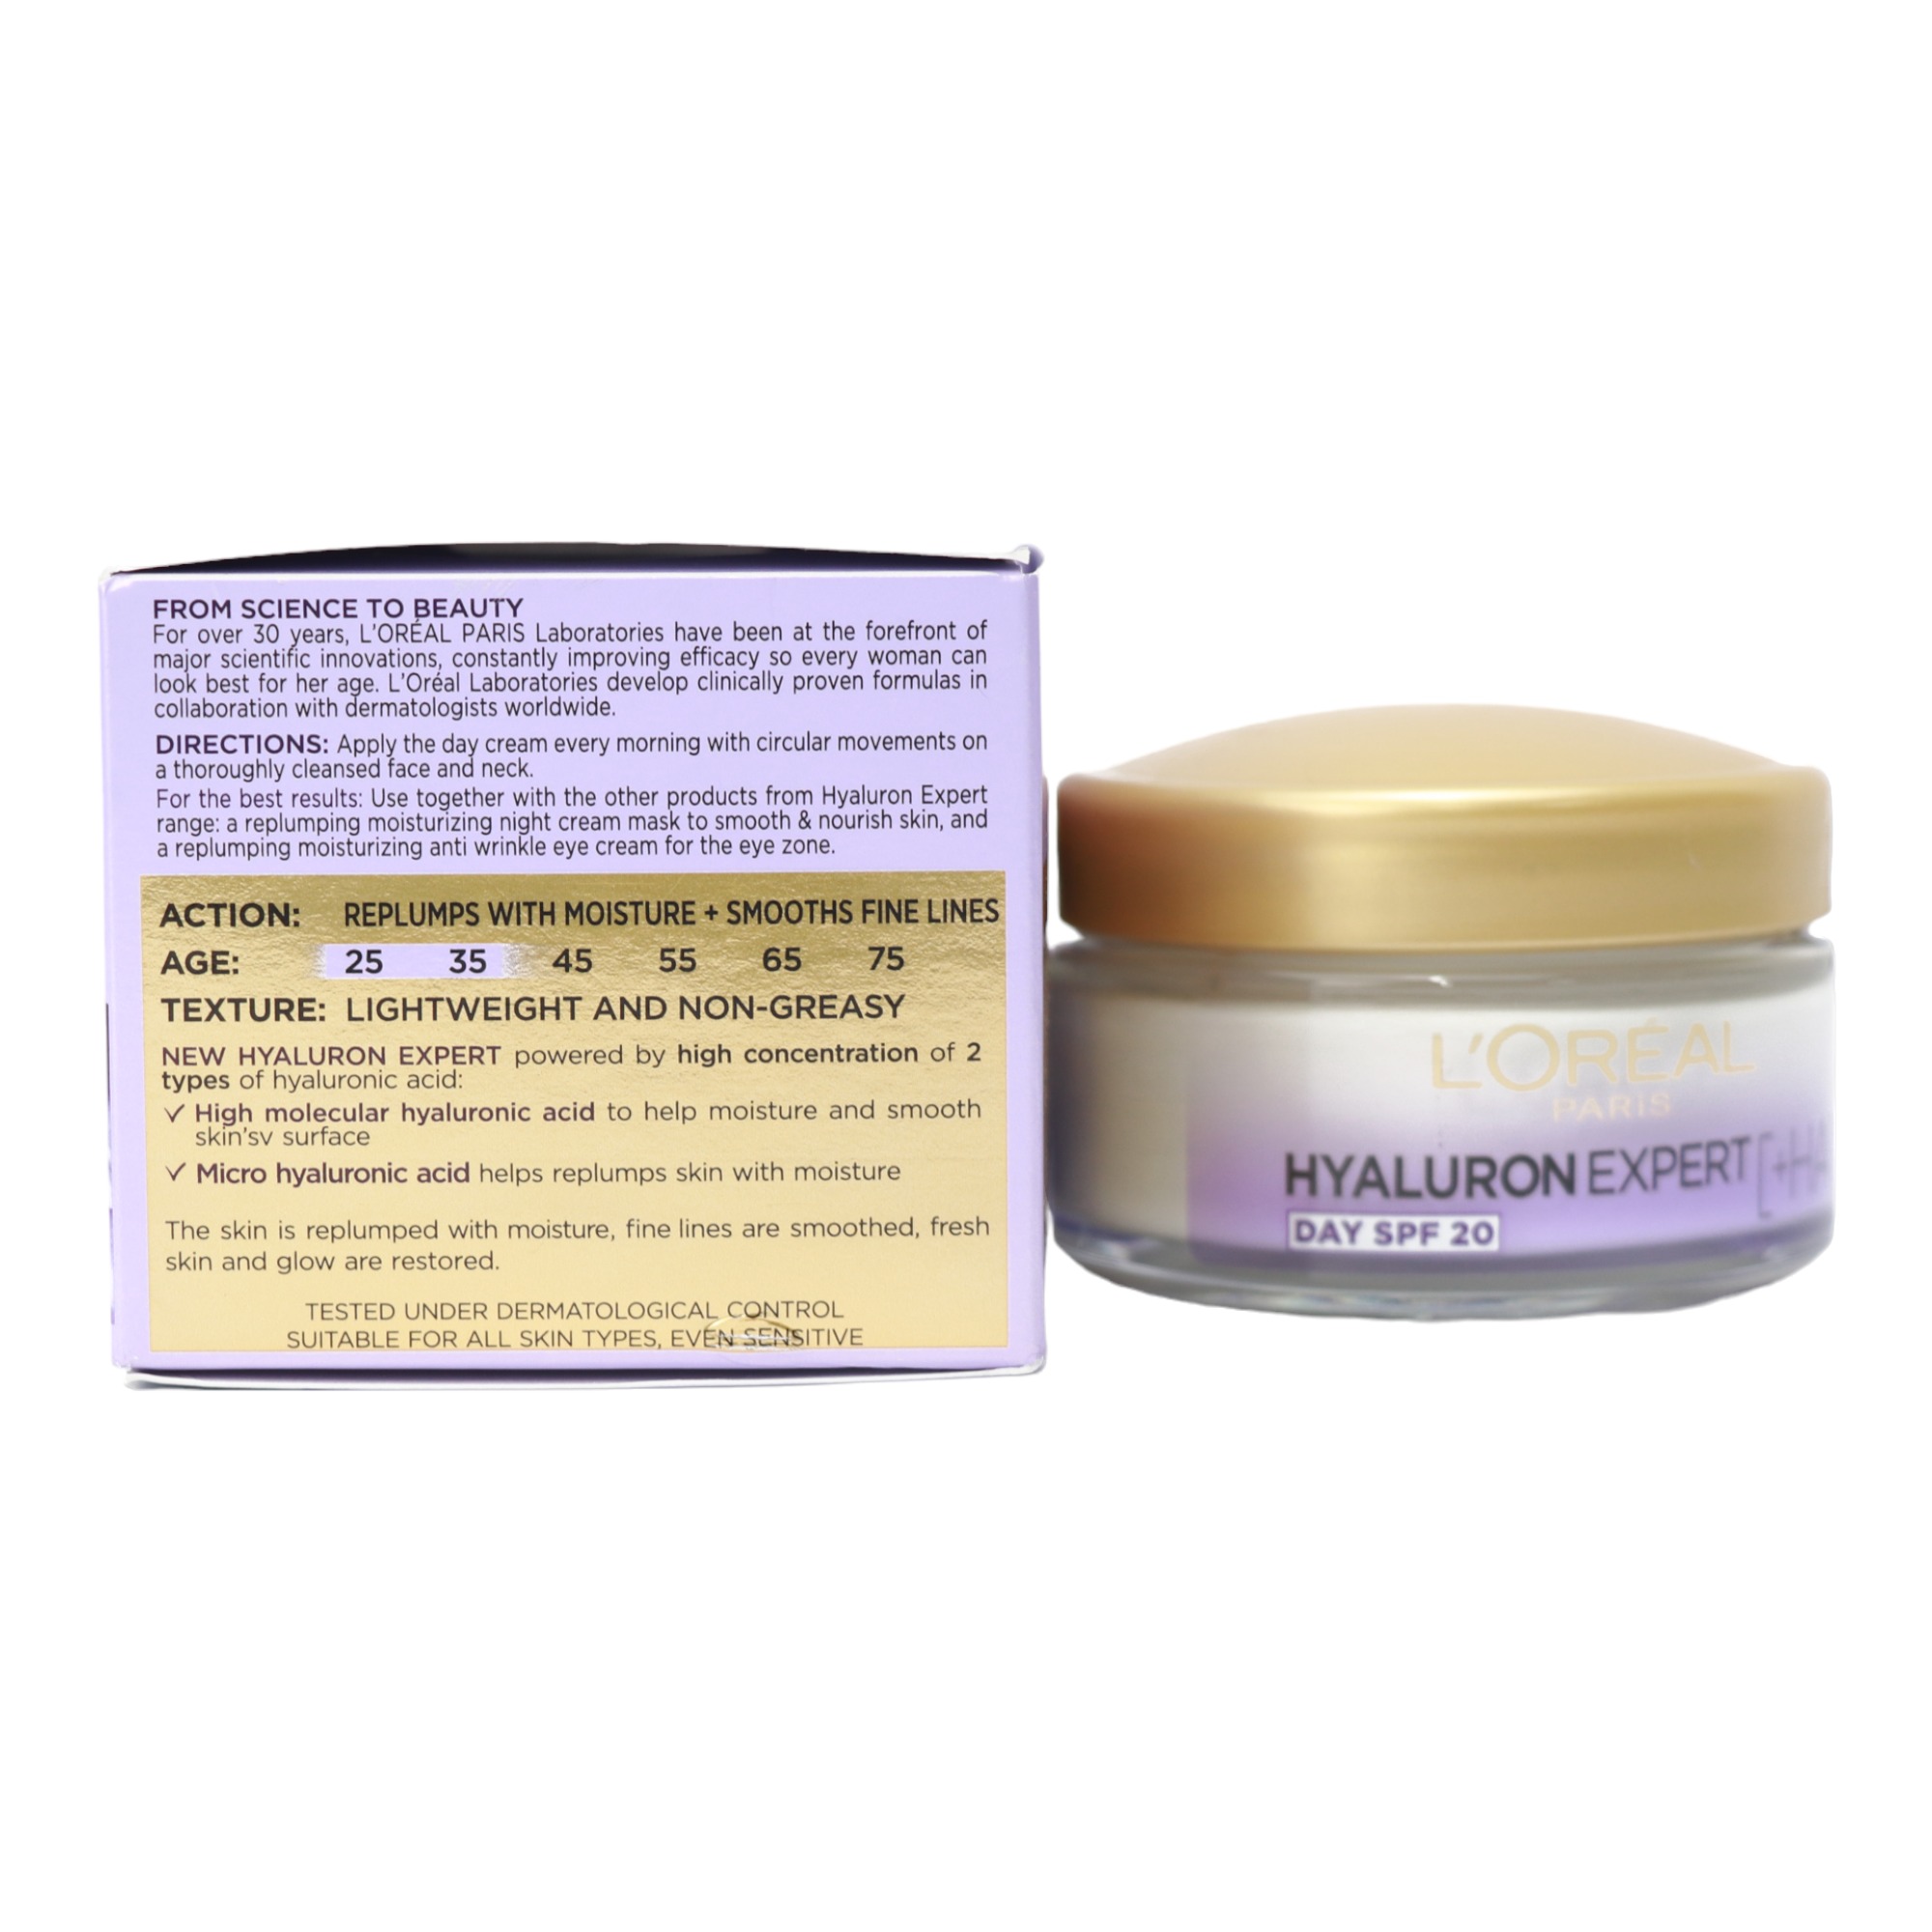 FROM SCIENCE TO BEAUTY
For over 30 years, L'ORÉAL PARIS Laboratories have been at the forefront of
major scientific innovations, constantly improving efficacy so every woman can
look best for her age. L'Oréal Laboratories develop clinically proven formulas in
collaboration with dermatologists worldwide.
DIRECTIONS: Apply the day cream every morning with circular movements on
a thoroughly cleansed face and neck.
For the best results: Use together with the other products from Hyaluron Expert
range: a replumping moisturizing night cream mask to smooth & nourish skin, and
a replumping moisturizing anti wrinkle eye cream for the eye zone.
ACTION: REPLUMPS WITH MOISTURE + SMOOTHS FINE LINES
AGE: 25 35 45 55 65 75
TEXTURE: LIGHTWEIGHT AND NON-GREASY
NEW HYALURON EXPERT powered by high concentration of 2
types of hyaluronic acid:
✓ High molecular hyaluronic acid to help moisture and smooth
skin'sv surface
✓ Micro hyaluronic acid helps replumps skin with moisture
The skin is replumped with moisture, fine lines are smoothed, fresh
skin and glow are restored.
TESTED UNDER DERMATOLOGICAL CONTROL
SUITABLE FOR ALL SKIN TYPES, EVEN SENSITIVE
L'ORÉAL
PARIS
HYALURON EXPERT
DAY SPF 20